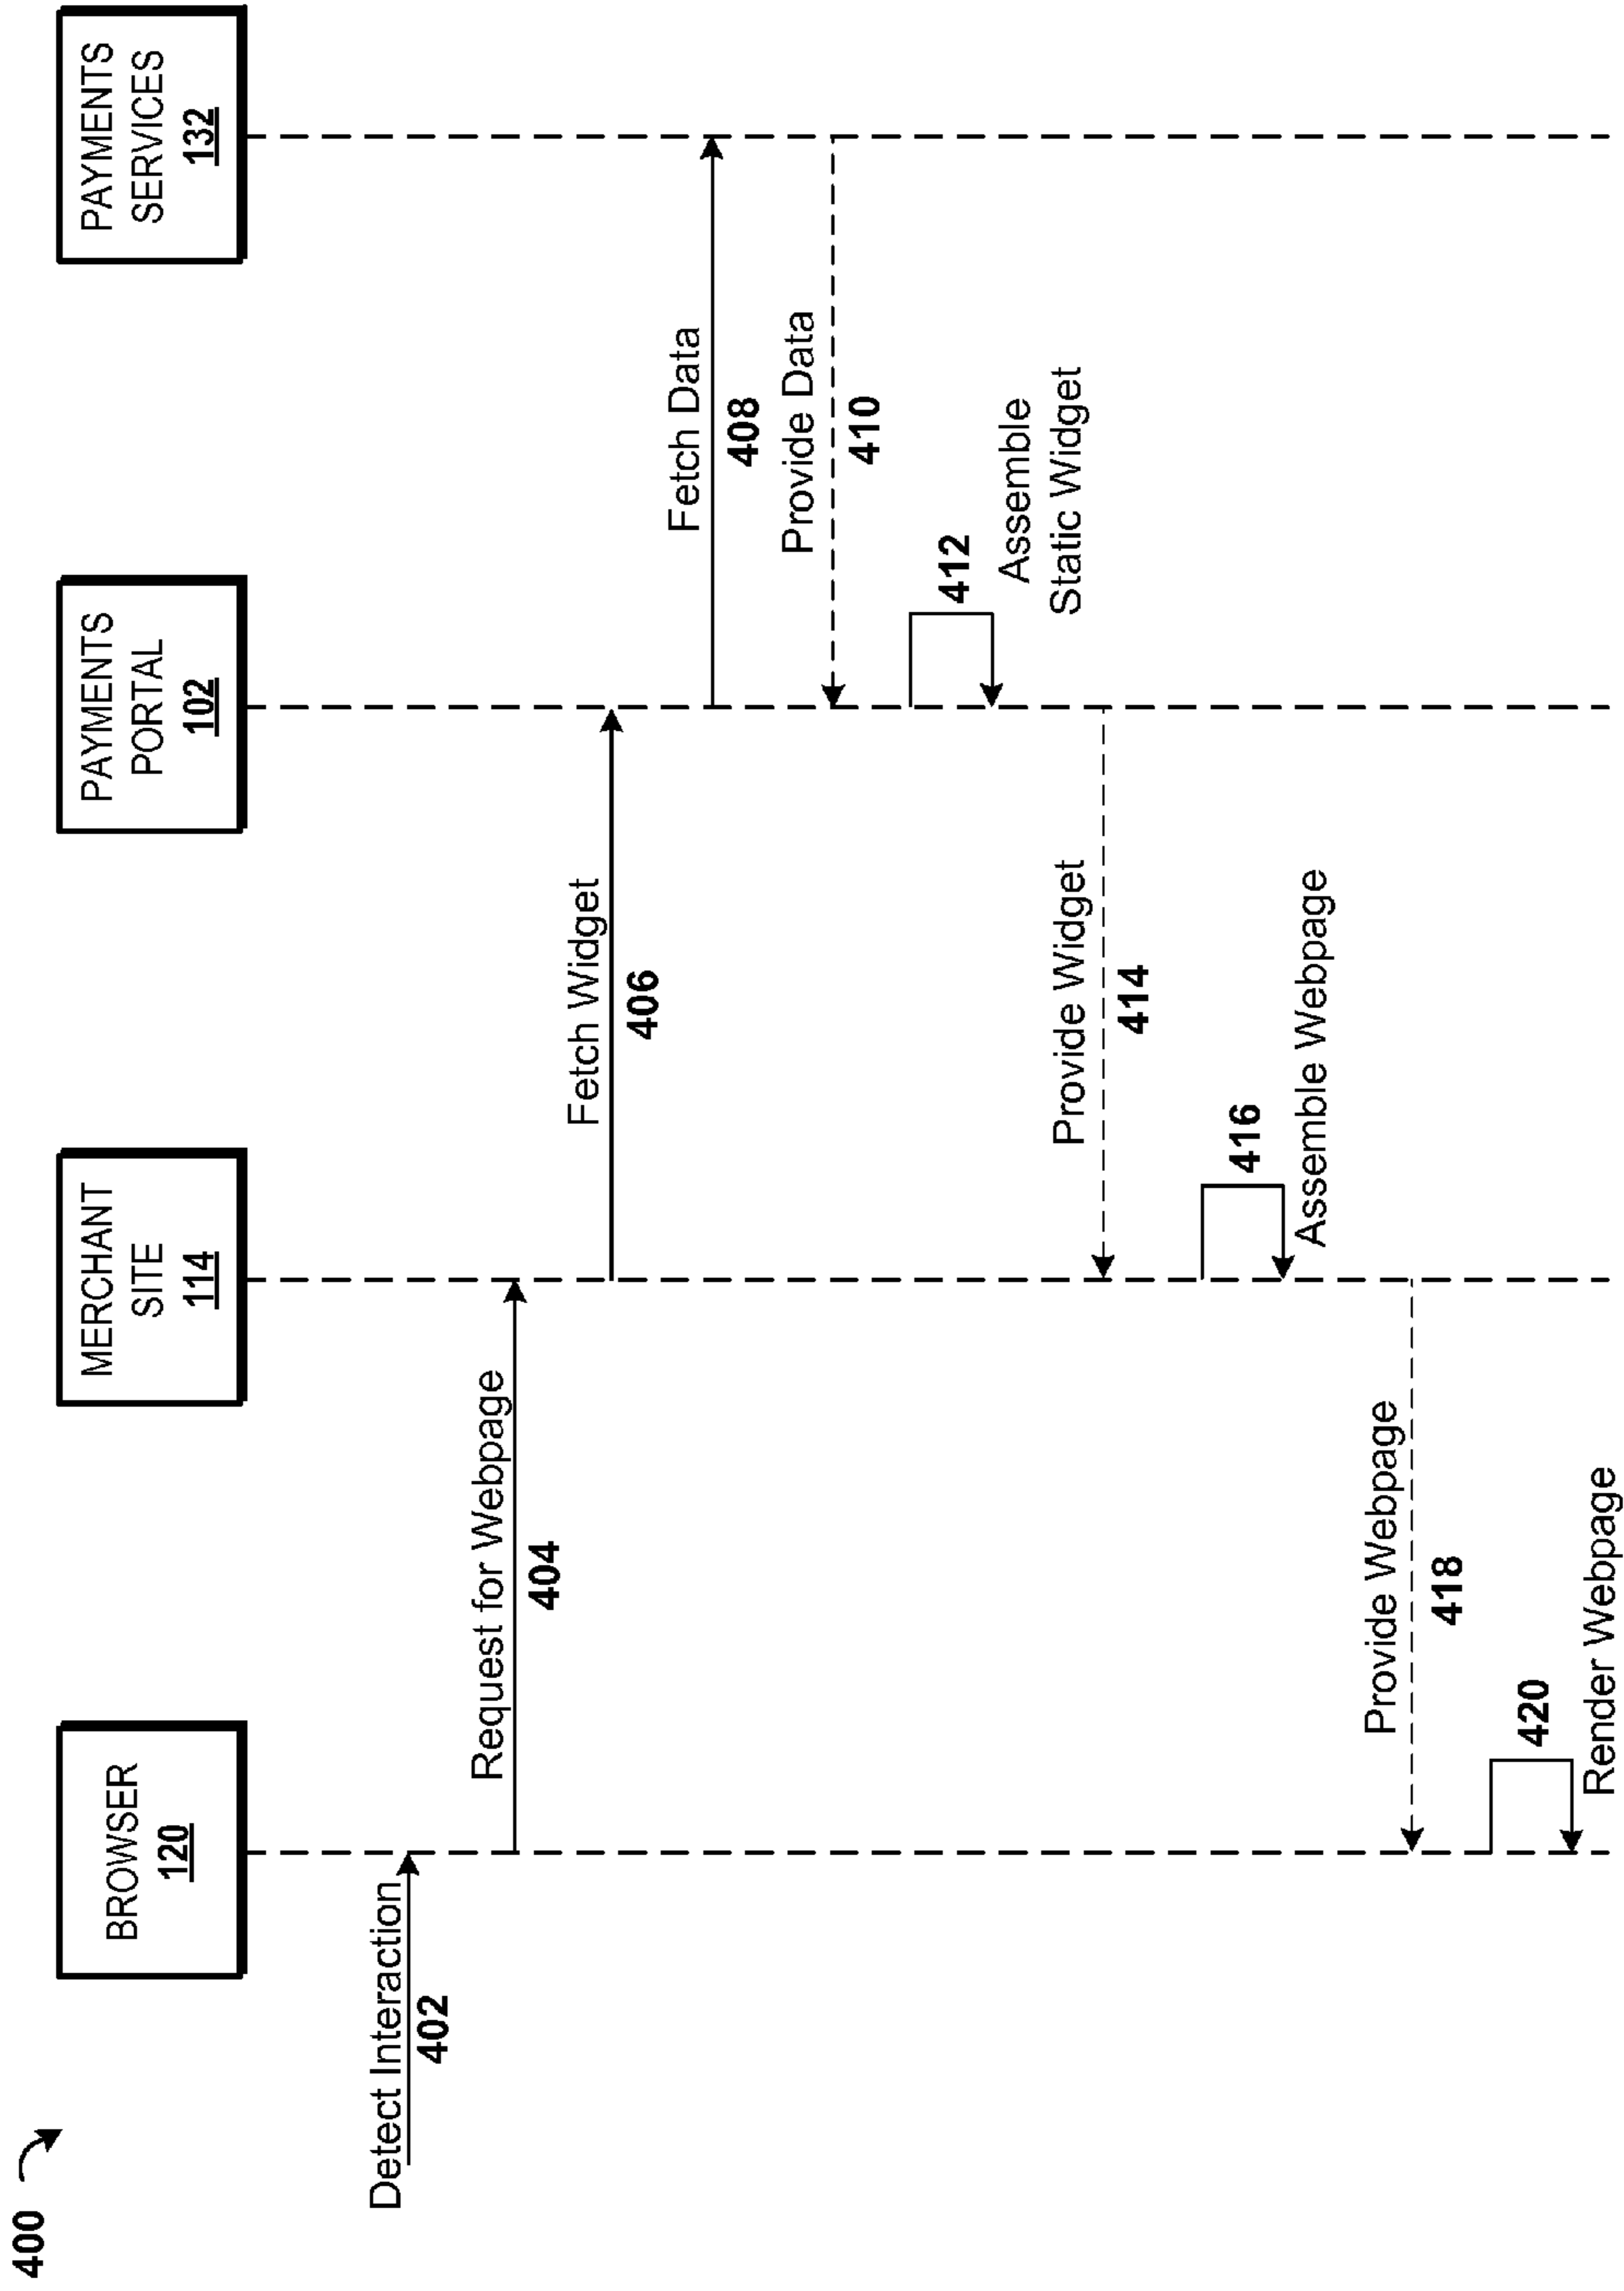 400
BROWSER
120
MERCHANT
SITE
114
PAYMENTS
PORTAL
102
PAYMENTS
SERVICES
132
Detect Interaction
402
Request for Webpage
404
Fetch Widget
406
Fetch Data
408
Provide Data
410
412
Assemble
Static Widget
Provide Widget
414
416
Assemble Webpage
Provide Webpage
418
420
Render Webpage